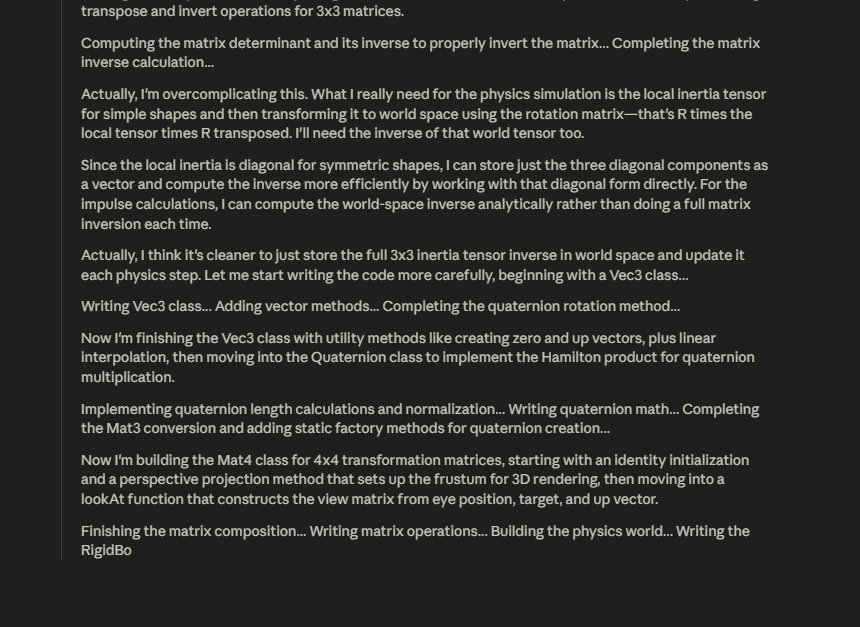 transpose and invert operations for 3x3 matrices.
Computing the matrix determinant and its inverse to properly invert the matrix... Completing the matrix
inverse calculation...
Actually, I'm overcomplicating this. What I really need for the physics simulation is the local inertia tensor
for simple shapes and then transforming it to world space using the rotation matrix—that's R times the
local tensor times R transposed. I'll need the inverse of that world tensor too.
Since the local inertia is diagonal for symmetric shapes, I can store just the three diagonal components as
a vector and compute the inverse more efficiently by working with that diagonal form directly. For the
impulse calculations, I can compute the world-space inverse analytically rather than doing a full matrix
inversion each time.
Actually, I think it's cleaner to just store the full 3x3 inertia tensor inverse in world space and update it
each physics step. Let me start writing the code more carefully, beginning with a Vec3 class...
Writing Vec3 class... Adding vector methods... Completing the quaternion rotation method...
Now I'm finishing the Vec3 class with utility methods like creating zero and up vectors, plus linear
interpolation, then moving into the Quaternion class to implement the Hamilton product for quaternion
multiplication.
Implementing quaternion length calculations and normalization... Writing quaternion math... Completing
the Mat3 conversion and adding static factory methods for quaternion creation...
Now I'm building the Mat4 class for 4x4 transformation matrices, starting with an identity initialization
and a perspective projection method that sets up the frustum for 3D rendering, then moving into a
lookAt function that constructs the view matrix from eye position, target, and up vector.
Finishing the matrix composition... Writing matrix operations... Building the physics world... Writing the
RigidBo